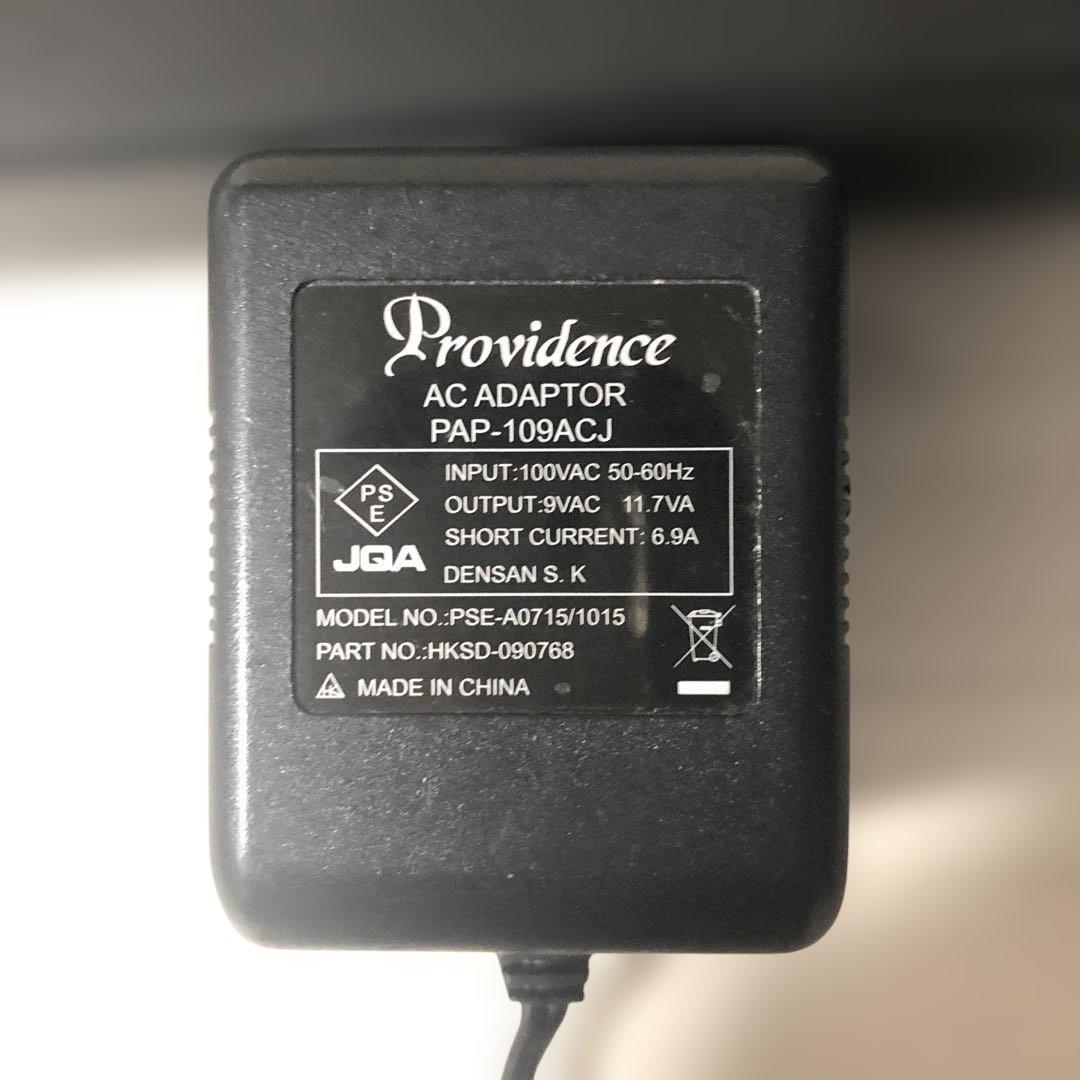 Providence
AC ADAPTOR
PAP-109ACJ
INPUT:100VAC 50-60Hz
OUTPUT:9VAC 11.7VA
SHORT CURRENT: 6.9A
DENSAN S. K
PS
E
JQA
MODEL NO.:PSE-A0715/1015
PART NO.:HKSD-090768
MADE IN CHINA